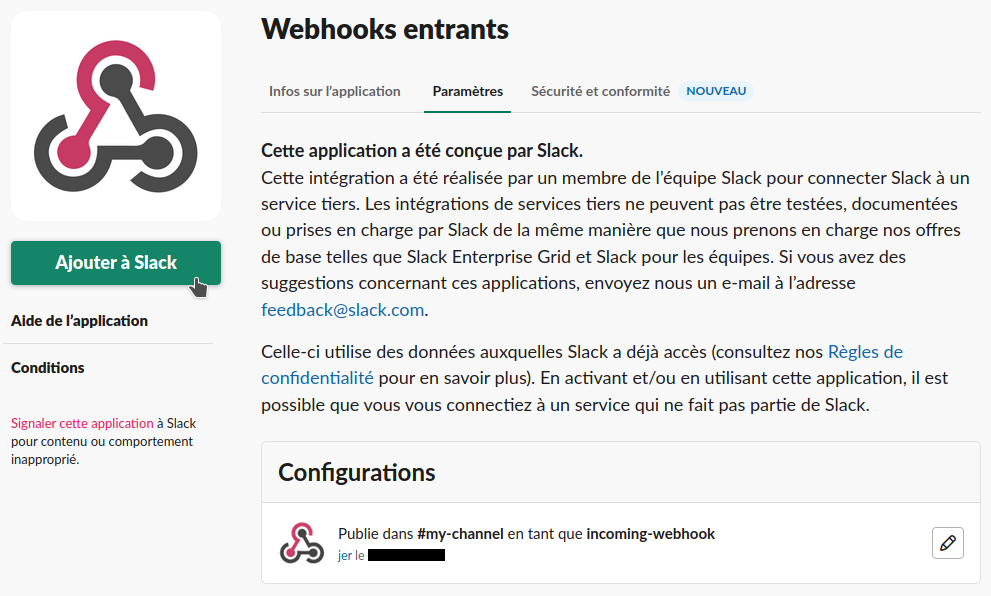 Webhooks entrants
Infos sur l'application
Paramètres
Sécurité et conformité
NOUVEAU
Cette application a été conçue par Slack.
Cette intégration a été réalisée par un membre de l'équipe Slack pour connecter Slack à un
service tiers. Les intégrations de services tiers ne peuvent pas être testées, documentées
ou prises en charge par Slack de la même manière que nous prenons en charge nos offres
de base telles que Slack Enterprise Grid et Slack pour les équipes. Si vous avez des
suggestions concernant ces applications, envoyez nous un e-mail à l'adresse
feedback@slack.com.
Celle-ci utilise des données auxquelles Slack a déjà accès (consultez nos Règles de
confidentialité pour en savoir plus). En activant et/ou en utilisant cette application, il est
possible que vous vous connectiez à un service qui ne fait pas partie de Slack.
Ajouter à Slack
Aide de l'application
Conditions
Signaler cette application à Slack
pour contenu ou comportement
inapproprié.
Configurations
Publie dans #my-channel en tant que incoming-webhook
jer le